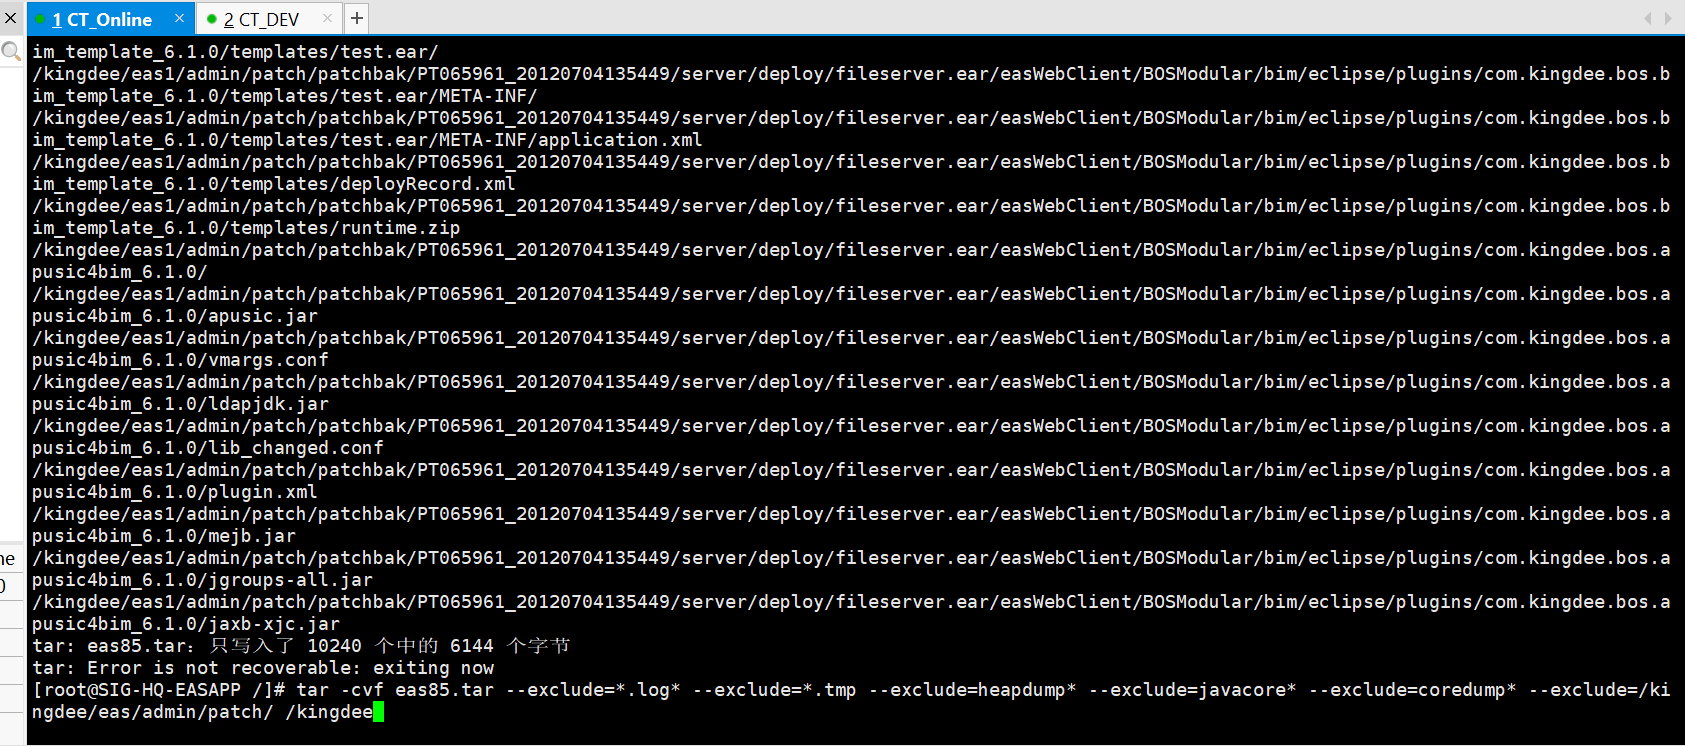 1 CT_Online × 2 CT_DEV × +
im_template_6.1.0/templates/test.ear/
/kingdee/eas1/admin/patch/patchbak/PT065961_20120704135449/server/deploy/fileserver.ear/easWebClient/BOSModular/bim/eclipse/plugins/com.kingdee.bos.b
im_template_6.1.0/templates/test.ear/META-INF/
/kingdee/eas1/admin/patch/patchbak/PT065961_20120704135449/server/deploy/fileserver.ear/easWebClient/BOSModular/bim/eclipse/plugins/com.kingdee.bos.b
im_template_6.1.0/templates/test.ear/META-INF/application.xml
/kingdee/eas1/admin/patch/patchbak/PT065961_20120704135449/server/deploy/fileserver.ear/easWebClient/BOSModular/bim/eclipse/plugins/com.kingdee.bos.b
im_template_6.1.0/templates/deployRecord.xml
/kingdee/eas1/admin/patch/patchbak/PT065961_20120704135449/server/deploy/fileserver.ear/easWebClient/BOSModular/bim/eclipse/plugins/com.kingdee.bos.b
im_template_6.1.0/templates/runtime.zip
/kingdee/eas1/admin/patch/patchbak/PT065961_20120704135449/server/deploy/fileserver.ear/easWebClient/BOSModular/bim/eclipse/plugins/com.kingdee.bos.a
pusic4bim_6.1.0/
/kingdee/eas1/admin/patch/patchbak/PT065961_20120704135449/server/deploy/fileserver.ear/easWebClient/BOSModular/bim/eclipse/plugins/com.kingdee.bos.a
pusic4bim_6.1.0/apusic.jar
/kingdee/eas1/admin/patch/patchbak/PT065961_20120704135449/server/deploy/fileserver.ear/easWebClient/BOSModular/bim/eclipse/plugins/com.kingdee.bos.a
pusic4bim_6.1.0/vmargs.conf
/kingdee/eas1/admin/patch/patchbak/PT065961_20120704135449/server/deploy/fileserver.ear/easWebClient/BOSModular/bim/eclipse/plugins/com.kingdee.bos.a
pusic4bim_6.1.0/ldapjdk.jar
/kingdee/eas1/admin/patch/patchbak/PT065961_20120704135449/server/deploy/fileserver.ear/easWebClient/BOSModular/bim/eclipse/plugins/com.kingdee.bos.a
pusic4bim_6.1.0/lib_changed.conf
/kingdee/eas1/admin/patch/patchbak/PT065961_20120704135449/server/deploy/fileserver.ear/easWebClient/BOSModular/bim/eclipse/plugins/com.kingdee.bos.a
pusic4bim_6.1.0/plugin.xml
/kingdee/eas1/admin/patch/patchbak/PT065961_20120704135449/server/deploy/fileserver.ear/easWebClient/BOSModular/bim/eclipse/plugins/com.kingdee.bos.a
pusic4bim_6.1.0/mejb.jar
/kingdee/eas1/admin/patch/patchbak/PT065961_20120704135449/server/deploy/fileserver.ear/easWebClient/BOSModular/bim/eclipse/plugins/com.kingdee.bos.a
pusic4bim_6.1.0/jgroups-all.jar
/kingdee/eas1/admin/patch/patchbak/PT065961_20120704135449/server/deploy/fileserver.ear/easWebClient/BOSModular/bim/eclipse/plugins/com.kingdee.bos.a
pusic4bim_6.1.0/jaxb-xjc.jar
tar: eas85.tar：只写入了 10240 个中的 6144 个字节
tar: Error is not recoverable: exiting now
[root@SIG-HQ-EASAPP /]# tar -cvf eas85.tar --exclude=*.log* --exclude=*.tmp --exclude=heapdump* --exclude=javacore* --exclude=coredump* --exclude=/ki
ngdee/eas/admin/patch/ /kingdee